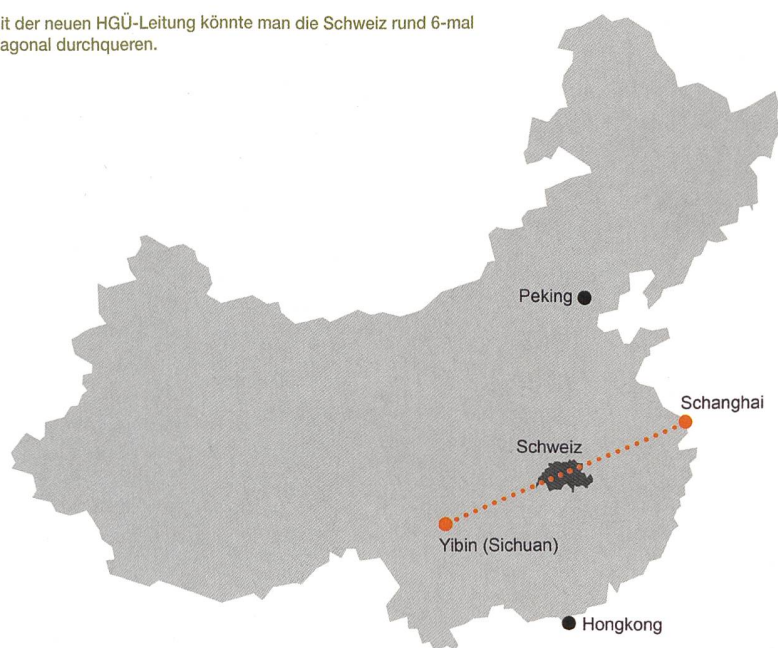 it der neuen HGÜ-Leitung könnte man die Schweiz rund 6-mal
agonal durchqueren.
Peking
Schanghai
Schweiz
Yibin (Sichuan)
Hongkong